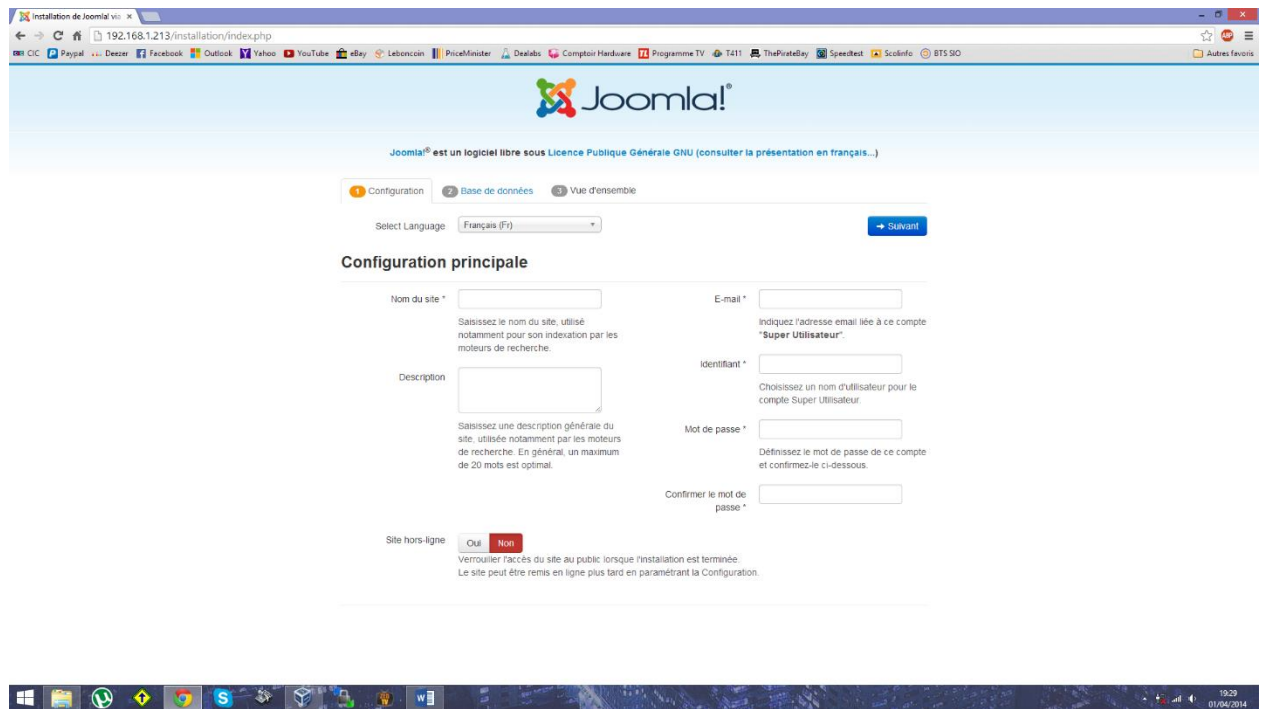 Installation de Joomla! via
192.168.1.213/installation/index.php
CIC Paypal Deezer Facebook Outlook Yahoo YouTube eBay Leboncoin PriceMinister Dealabs Comptoir Hardware Programme TV T411 ThePirateBay Speedtest Scolinfo BTS SIO Autres favoris
Joomla!®
Joomla!® est un logiciel libre sous Licence Publique Générale GNU (consulter la présentation en français...)
1 Configuration 2 Base de données 3 Vue d'ensemble
Select Language Français (Fr) → Suivant
Configuration principale
Nom du site *
Saisissez le nom du site, utilisé
notamment pour son indexation par les
moteurs de recherche.
Description
Saisissez une description générale du
site, utilisée notamment par les moteurs
de recherche. En général, un maximum
de 20 mots est optimal.
E-mail *
Indiquez l'adresse email liée à ce compte
"Super Utilisateur".
Identifiant *
Choisissez un nom d'utilisateur pour le
compte Super Utilisateur.
Mot de passe *
Définissez le mot de passe de ce compte
et confirmez-le ci-dessous.
Confirmer le mot de
passe *
Site hors-ligne Oui Non
Verrouiller l'accès du site au public lorsque l'installation est terminée.
Le site peut être remis en ligne plus tard en paramétrant la Configuration.
19:29
01/04/2014